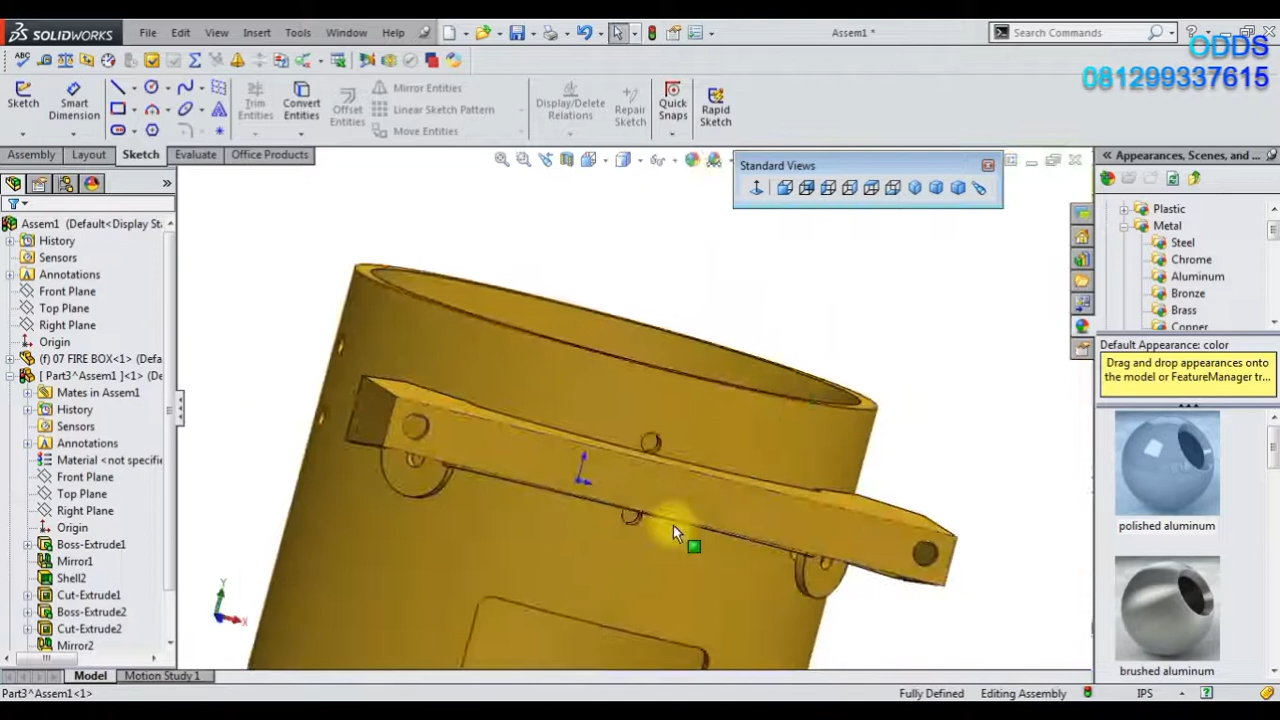 SOLIDWORKS
File Edit View Insert Tools Window Help
Assem1 *
Search Commands
ODDS
081299337615
Sketch
Smart Dimension
Trim Entities
Convert Entities
Offset Entities
Mirror Entities
Linear Sketch Pattern
Move Entities
Display/Delete Relations
Repair Sketch
Quick Snaps
Rapid Sketch
Assembly Layout Sketch Evaluate Office Products
Standard Views
Appearances, Scenes, and ...
Assem1 (Default<Display Sta
History
Sensors
Annotations
Front Plane
Top Plane
Right Plane
Origin
(f) 07 FIRE BOX<1> (Defa
[ Part3^Assem1 ]<1> (De
Mates in Assem1
History
Sensors
Annotations
Material <not specifie
Front Plane
Top Plane
Right Plane
Origin
Boss-Extrude1
Mirror1
Shell2
Cut-Extrude1
Boss-Extrude2
Cut-Extrude2
Mirror2
Y
X
Plastic
Metal
Steel
Chrome
Aluminum
Bronze
Brass
Copper
Default Appearance: color
Drag and drop appearances onto
the model or FeatureManager tr...
polished aluminum
brushed aluminum
Model Motion Study 1
Part3^Assem1<1>
Fully Defined Editing Assembly IPS